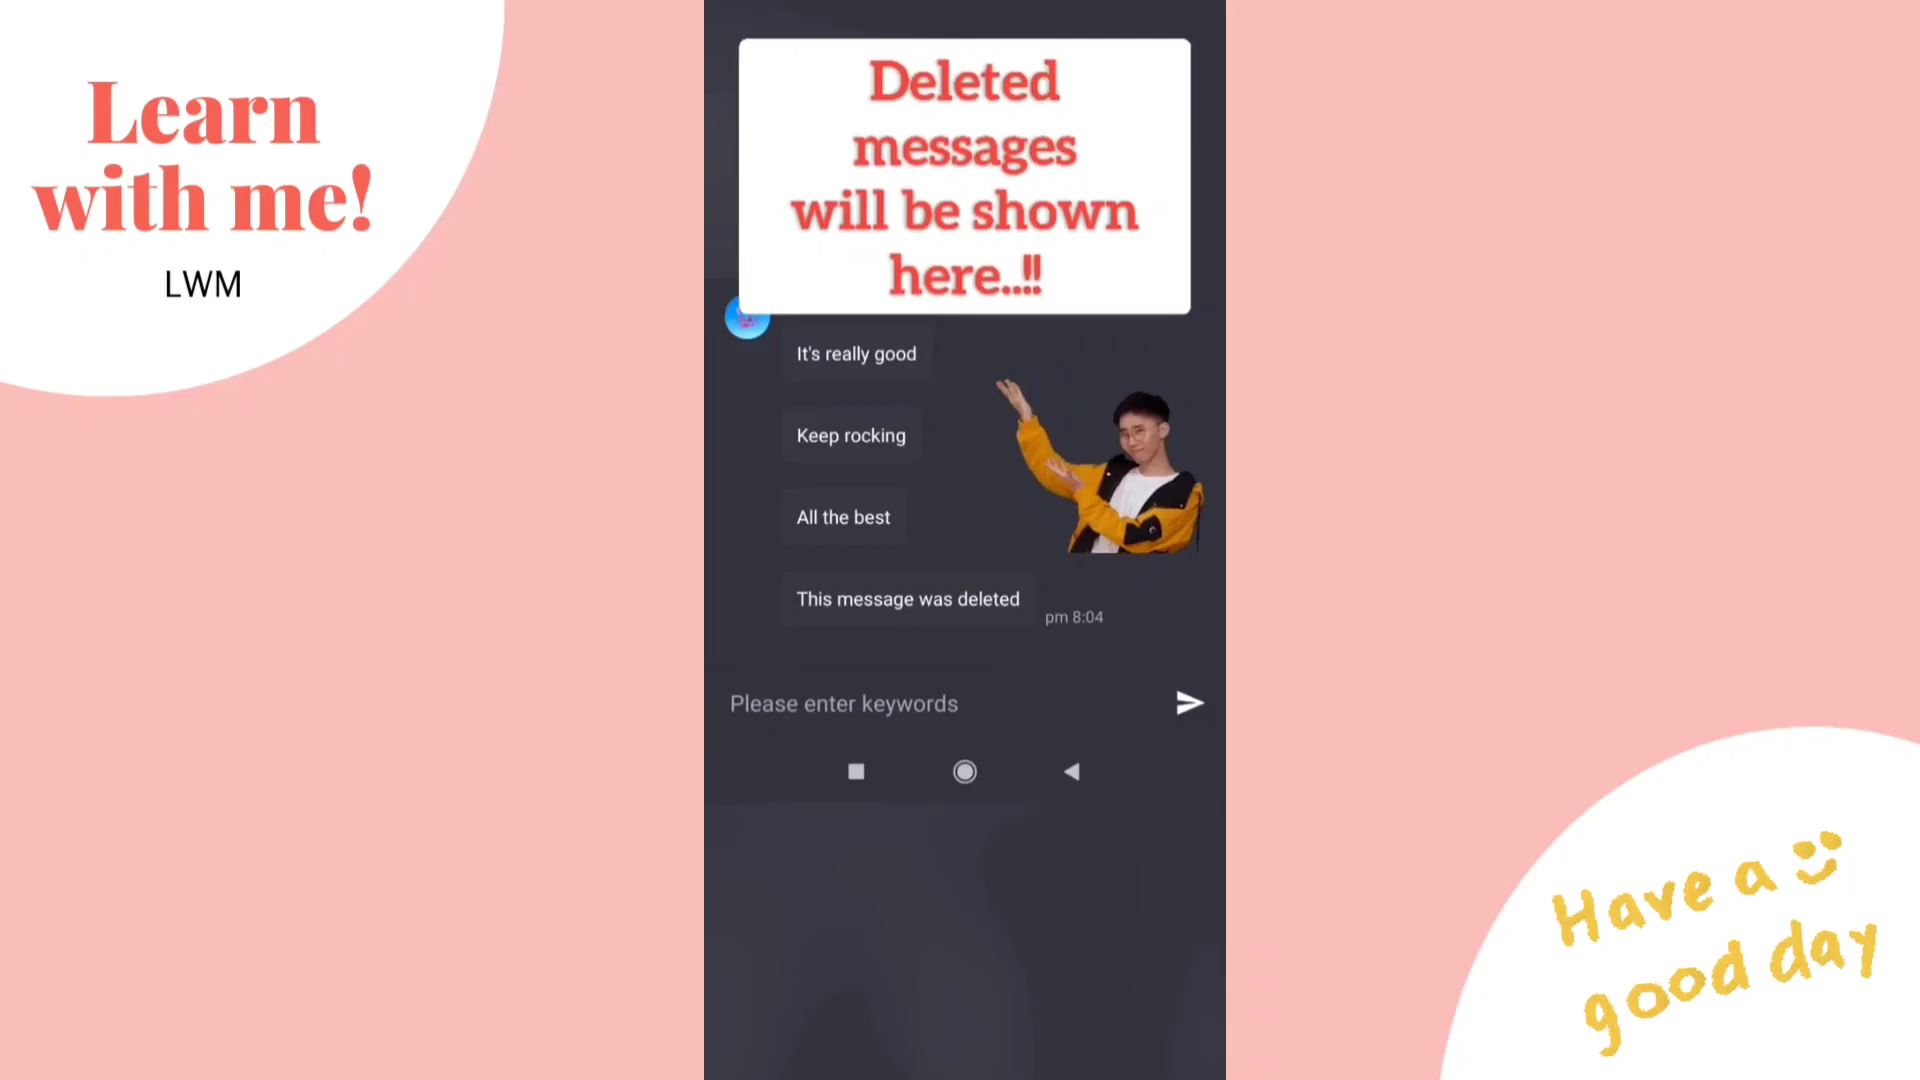 Learn
with me!
LWM
Deleted
messages
will be shown
here..!!
It's really good
Keep rocking
All the best
This message was deleted
pm 8:04
Please enter keywords
Have a
good day